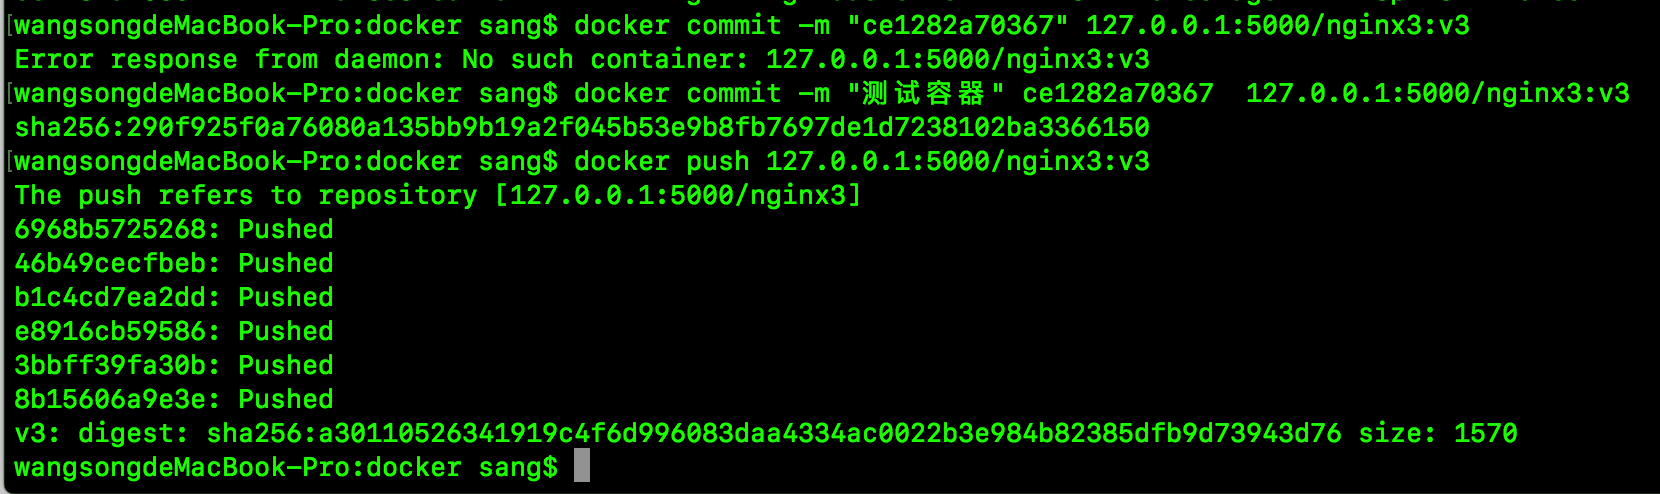 [wangsongdeMacBook-Pro:docker sang$ docker commit -m "ce1282a70367" 127.0.0.1:5000/nginx3:v3
Error response from daemon: No such container: 127.0.0.1:5000/nginx3:v3
[wangsongdeMacBook-Pro:docker sang$ docker commit -m "测试容器" ce1282a70367  127.0.0.1:5000/nginx3:v3
sha256:290f925f0a76080a135bb9b19a2f045b53e9b8fb7697de1d7238102ba3366150
[wangsongdeMacBook-Pro:docker sang$ docker push 127.0.0.1:5000/nginx3:v3
The push refers to repository [127.0.0.1:5000/nginx3]
6968b5725268: Pushed
46b49cecfbeb: Pushed
b1c4cd7ea2dd: Pushed
e8916cb59586: Pushed
3bbff39fa30b: Pushed
8b15606a9e3e: Pushed
v3: digest: sha256:a30110526341919c4f6d996083daa4334ac0022b3e984b82385dfb9d73943d76 size: 1570
wangsongdeMacBook-Pro:docker sang$